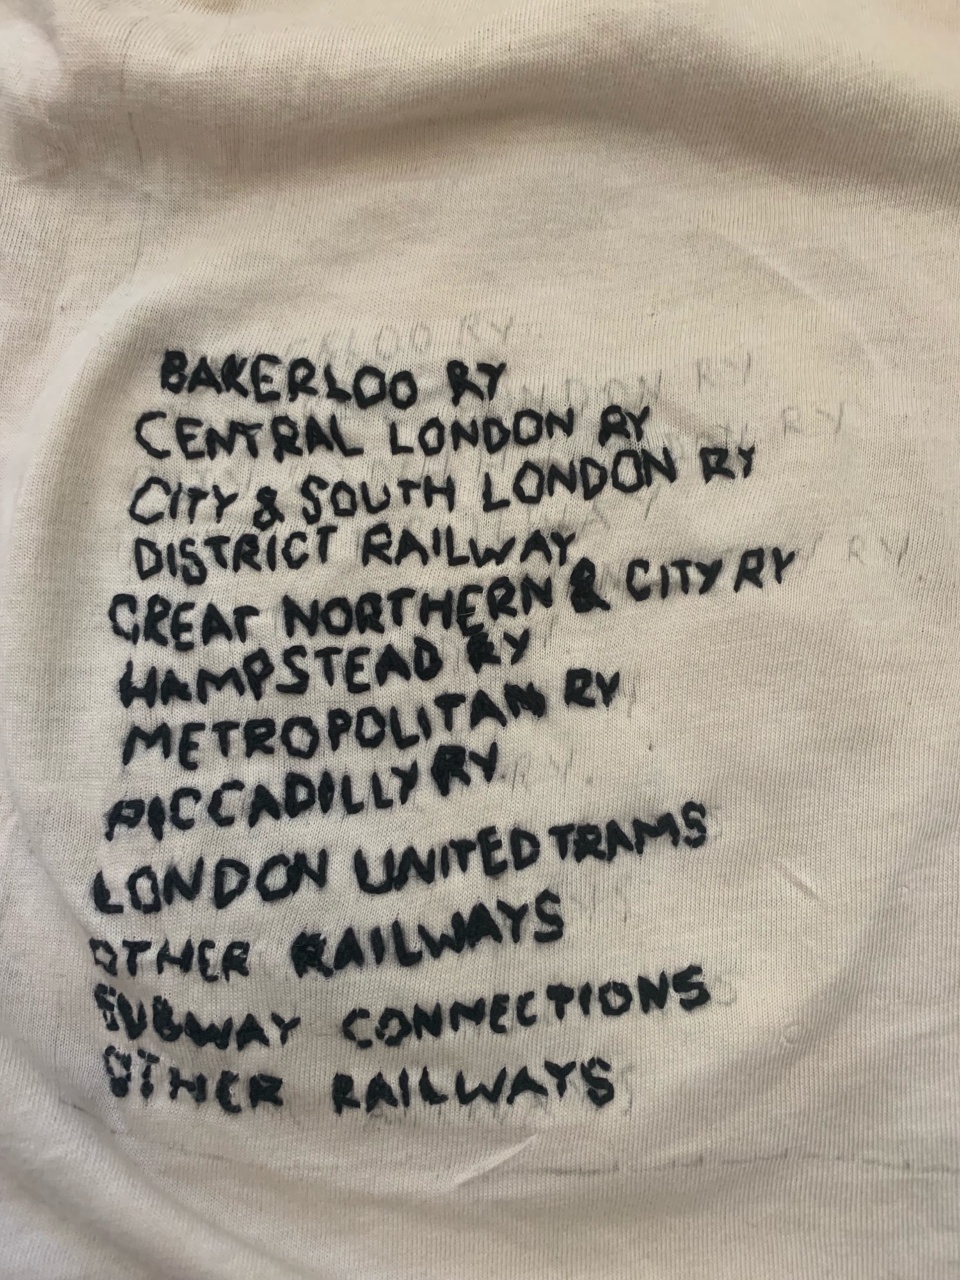 BAKERLOO RY
CENTRAL LONDON RY
CITY & SOUTH LONDON RY
DISTRICT RAILWAY
GREAT NORTHERN & CITY RY
HAMPSTEAD RY
METROPOLITAN RY
PICCADILLY RY
LONDON UNITED TRAMS
OTHER RAILWAYS
SUBWAY CONNECTIONS
OTHER RAILWAYS